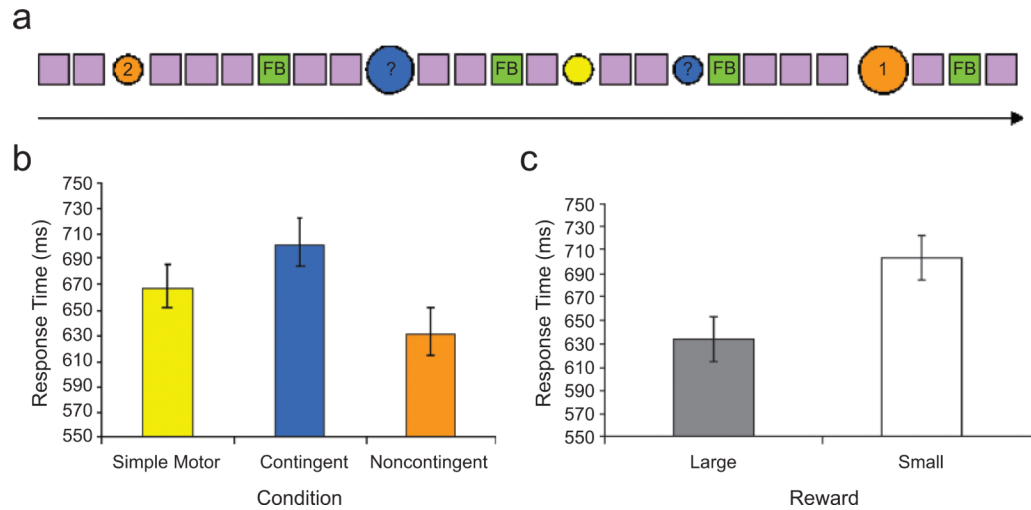 a
2 FB ? FB ? FB 1 FB
b
750
730
710
690
670
650
630
610
590
570
550
Response Time (ms)
Simple Motor Contingent Noncontingent
Condition
c
750
730
710
690
670
650
630
610
590
570
550
Response Time (ms)
Large Small
Reward